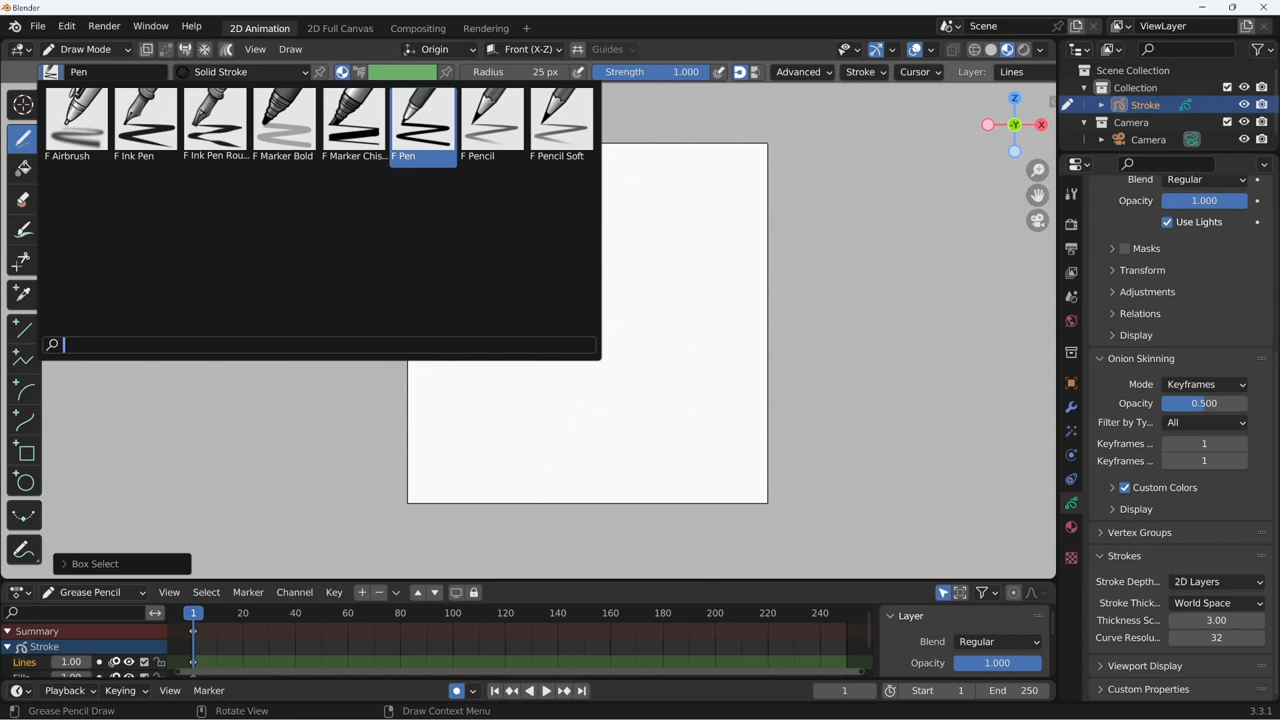 Blender
File Edit Render Window Help
2D Animation 2D Full Canvas Compositing Rendering +
Scene
ViewLayer
Draw Mode View Draw Origin Front (X-Z) Guides
Pen Solid Stroke Radius 25 px Strength 1.000 Advanced Stroke Cursor Layer: Lines
F Airbrush F Ink Pen F Ink Pen Rou... F Marker Bold F Marker Chis... F Pen F Pencil F Pencil Soft
Z
-Y X
Scene Collection
Collection
Stroke
Camera
Camera
Blend Regular
Opacity 1.000
Use Lights
Masks
Transform
Adjustments
Relations
Display
Onion Skinning
Mode Keyframes
Opacity 0.500
Filter by Ty... All
Keyframes ... 1
Keyframes ... 1
Custom Colors
Display
Vertex Groups
Strokes
Stroke Depth... 2D Layers
Stroke Thick... World Space
Thickness Sc... 3.00
Curve Resolu... 32
Viewport Display
Custom Properties
Box Select
Grease Pencil View Select Marker Channel Key
1 20 40 60 80 100 120 140 160 180 200 220 240
Summary
Stroke
Lines 1.00
Layer
Blend Regular
Opacity 1.000
Playback Keying View Marker 1 Start 1 End 250
Grease Pencil Draw Rotate View Draw Context Menu 3.3.1